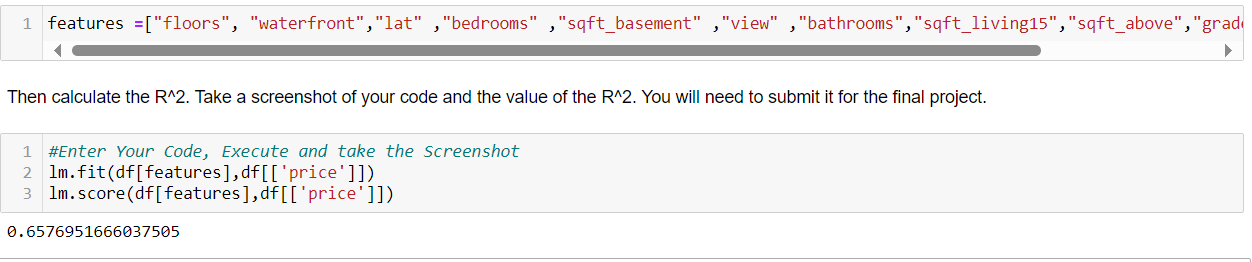 1 features =["floors", "waterfront","lat" ,"bedrooms" ,"sqft_basement" ,"view" ,"bathrooms","sqft_living15","sqft_above","grade
Then calculate the R^2. Take a screenshot of your code and the value of the R^2. You will need to submit it for the final project.
1 #Enter Your Code, Execute and take the Screenshot
2 lm.fit(df[features],df[['price']])
3 lm.score(df[features],df[['price']])
0.6576951666037505